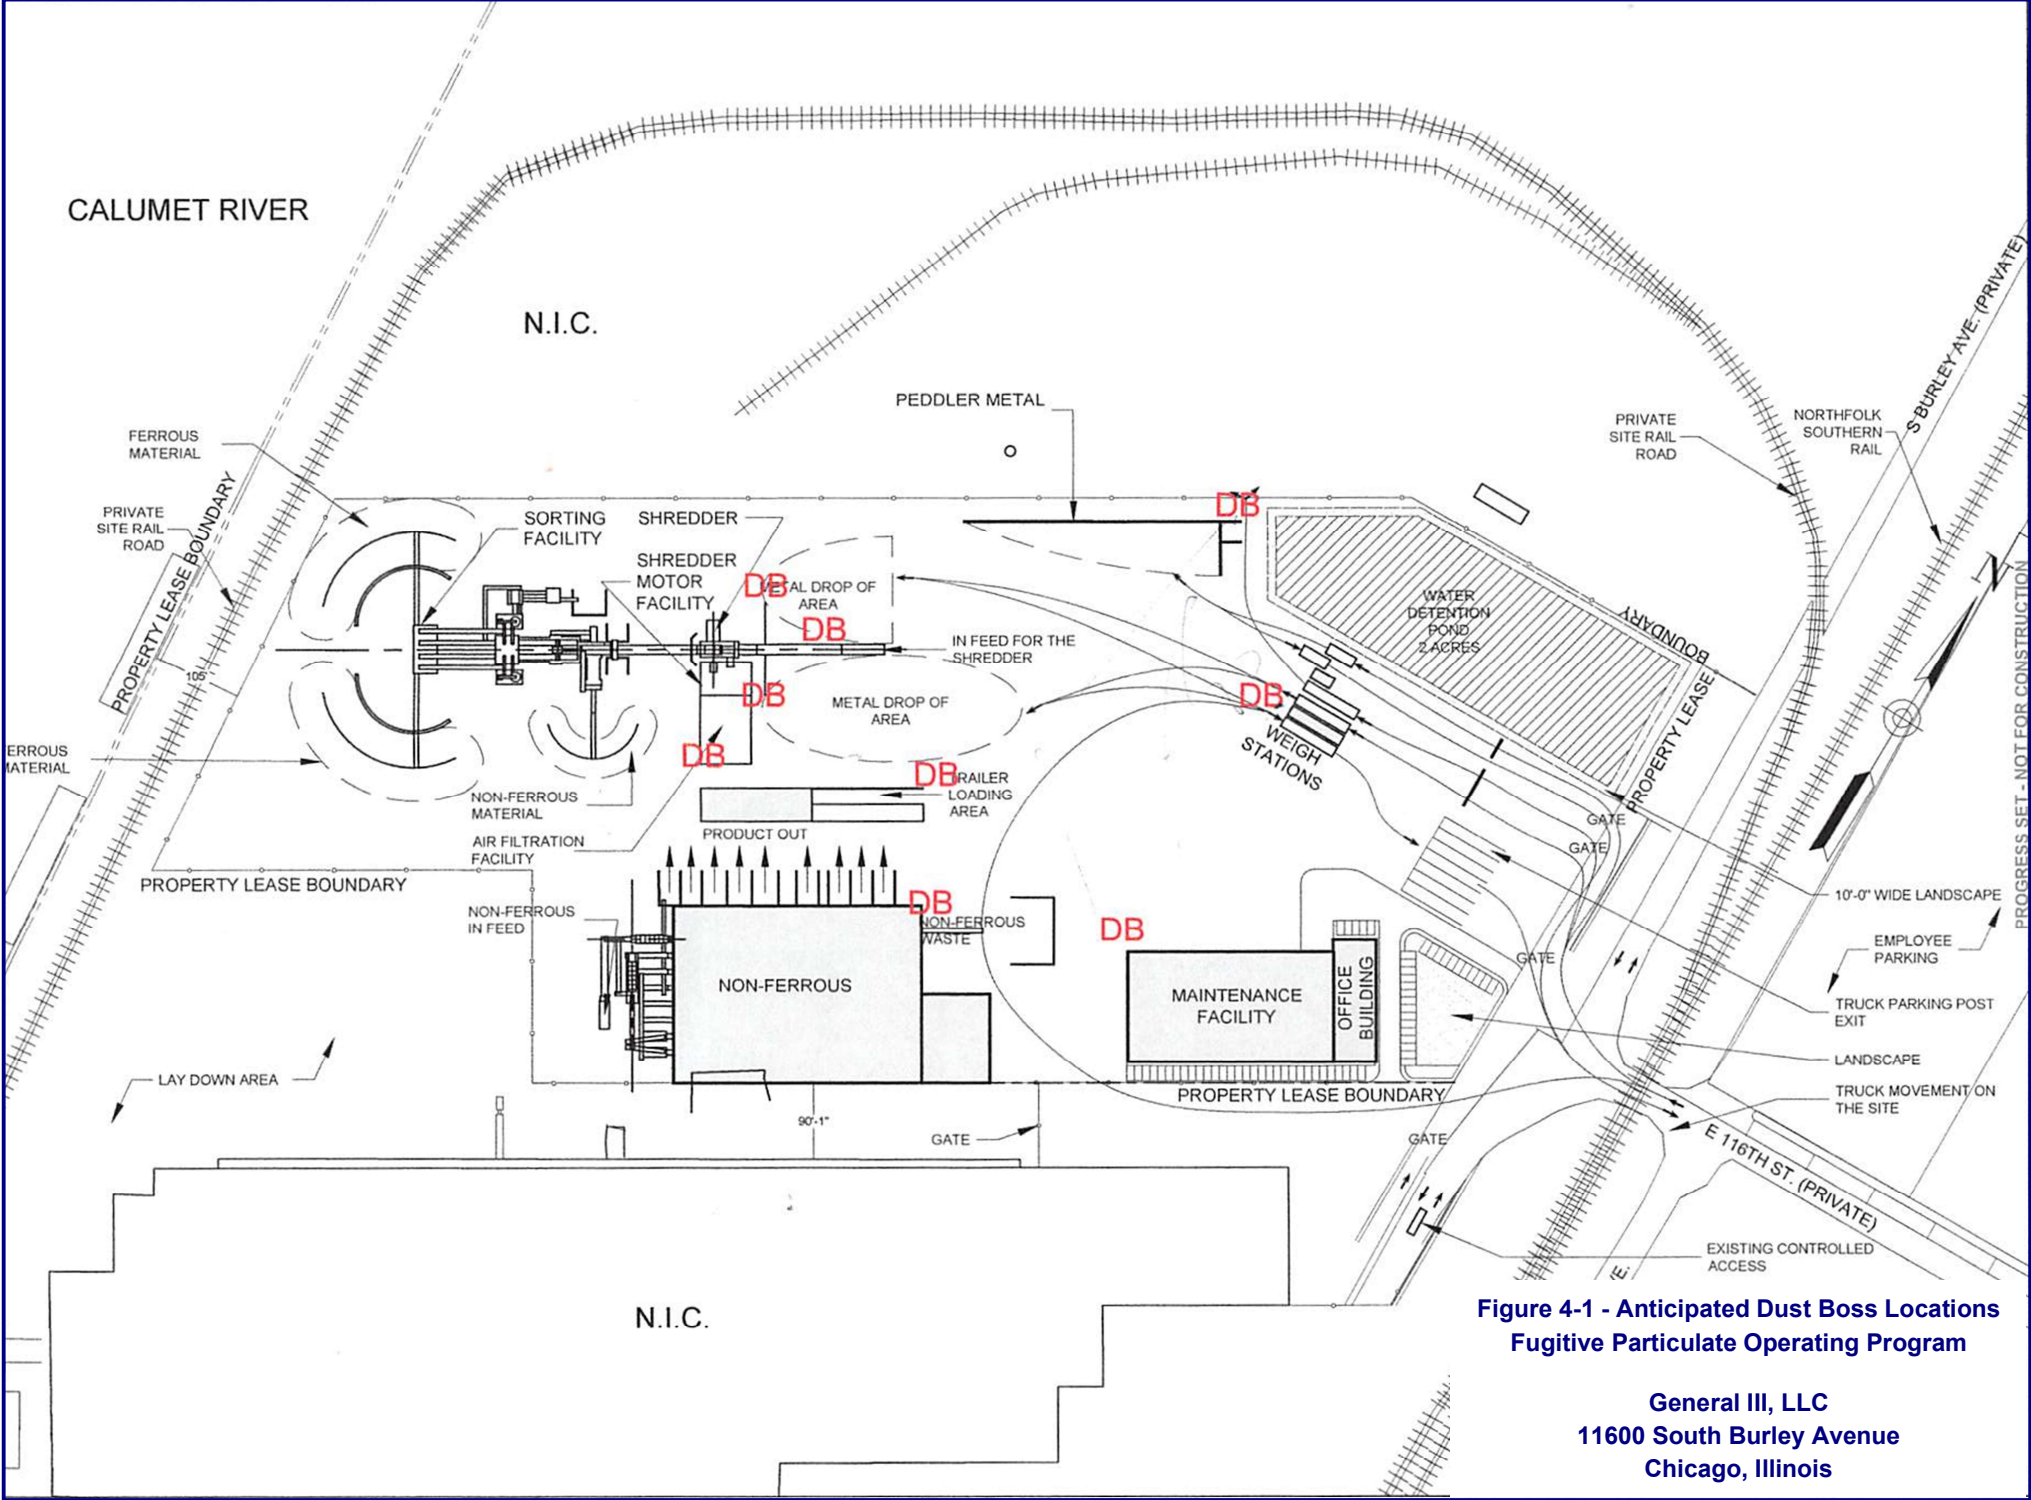 CALUMET RIVER
N.I.C.
PEDDLER METAL
S BURLEY AVE. (PRIVATE)
PRIVATE
SITE RAIL
ROAD
NORTHFOLK
SOUTHERN
RAIL
FERROUS
MATERIAL
PRIVATE
SITE RAIL
ROAD
PROPERTY LEASE BOUNDARY
105'
SORTING
FACILITY
SHREDDER
SHREDDER
MOTOR
FACILITY
DB
DB
METAL DROP OF
AREA
DB
IN FEED FOR THE
SHREDDER
WATER
DETENTION
POND
2 ACRES
PROPERTY LEASE
BOUNDARY
N
PROGRESS SET - NOT FOR CONSTRUCTION
DB
METAL DROP OF
AREA
DB
WEIGH
STATIONS
ERROUS
MATERIAL
DB
DB
TRAILER
LOADING
AREA
NON-FERROUS
MATERIAL
PRODUCT OUT
AIR FILTRATION
FACILITY
GATE
GATE
PROPERTY LEASE BOUNDARY
10'-0" WIDE LANDSCAPE
NON-FERROUS
IN FEED
DB
NON-FERROUS
WASTE
DB
EMPLOYEE
PARKING
GATE
NON-FERROUS
MAINTENANCE
FACILITY
OFFICE
BUILDING
TRUCK PARKING POST
EXIT
LANDSCAPE
LAY DOWN AREA
PROPERTY LEASE BOUNDARY
TRUCK MOVEMENT ON
THE SITE
90'-1"
GATE
GATE
E 116TH ST. (PRIVATE)
EXISTING CONTROLLED
ACCESS
N.I.C.
Figure 4-1 - Anticipated Dust Boss Locations
Fugitive Particulate Operating Program
General III, LLC
11600 South Burley Avenue
Chicago, Illinois